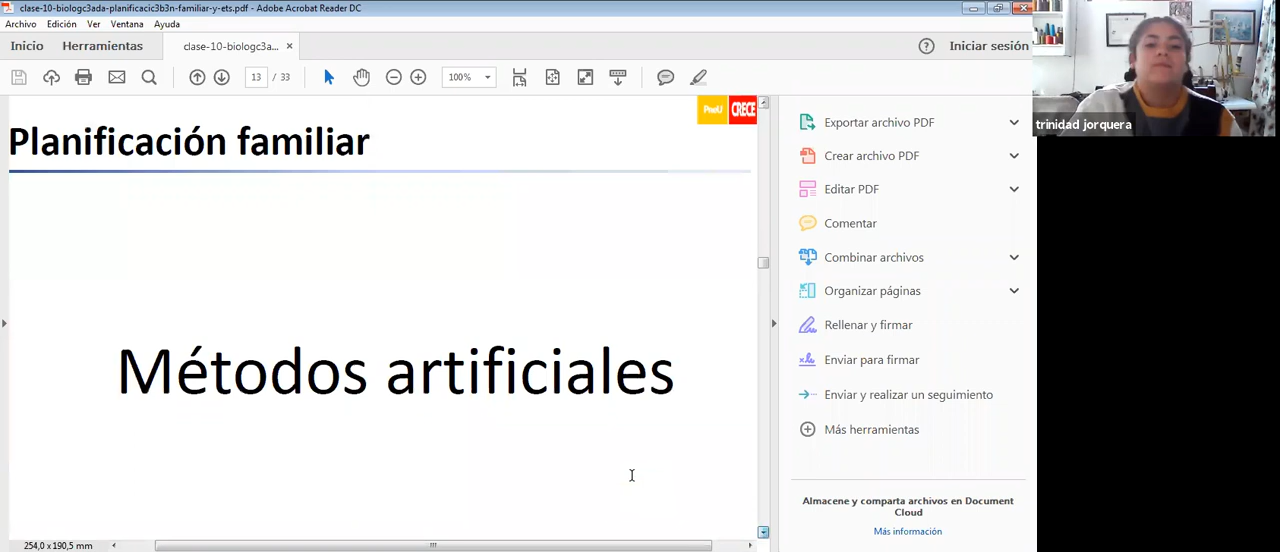 clase-10-biologc3ada-planificacic3b3n-familiar-y-ets.pdf - Adobe Acrobat Reader DC
Archivo Edición Ver Ventana Ayuda
Inicio Herramientas clase-10-biologc3a... × Iniciar sesión
13 / 33 100%
PreU CRECE
Planificación familiar
Métodos artificiales
254,0 x 190,5 mm
Exportar archivo PDF
Crear archivo PDF
Editar PDF
Comentar
Combinar archivos
Organizar páginas
Rellenar y firmar
Enviar para firmar
Enviar y realizar un seguimiento
Más herramientas
Almacene y comparta archivos en Document
Cloud
Más información
trinidad jorquera